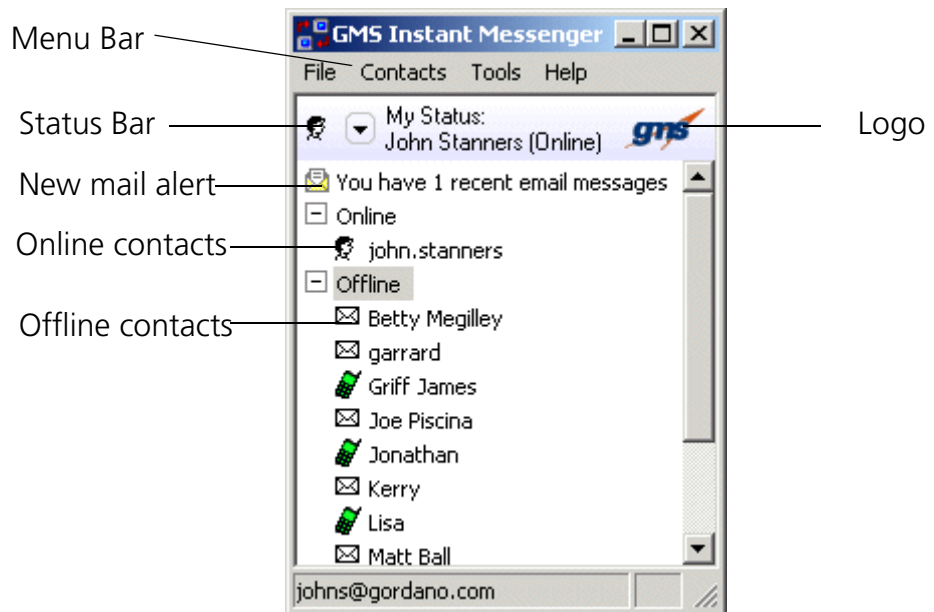 GMS Instant Messenger
Menu Bar
File Contacts Tools Help
Status Bar
My Status:
John Stanners (Online)
gms
Logo
New mail alert
You have 1 recent email messages
Online
Online contacts
john.stanners
Offline
Offline contacts
Betty Megilley
garrard
Griff James
Joe Piscina
Jonathan
Kerry
Lisa
Matt Ball
johns@gordano.com